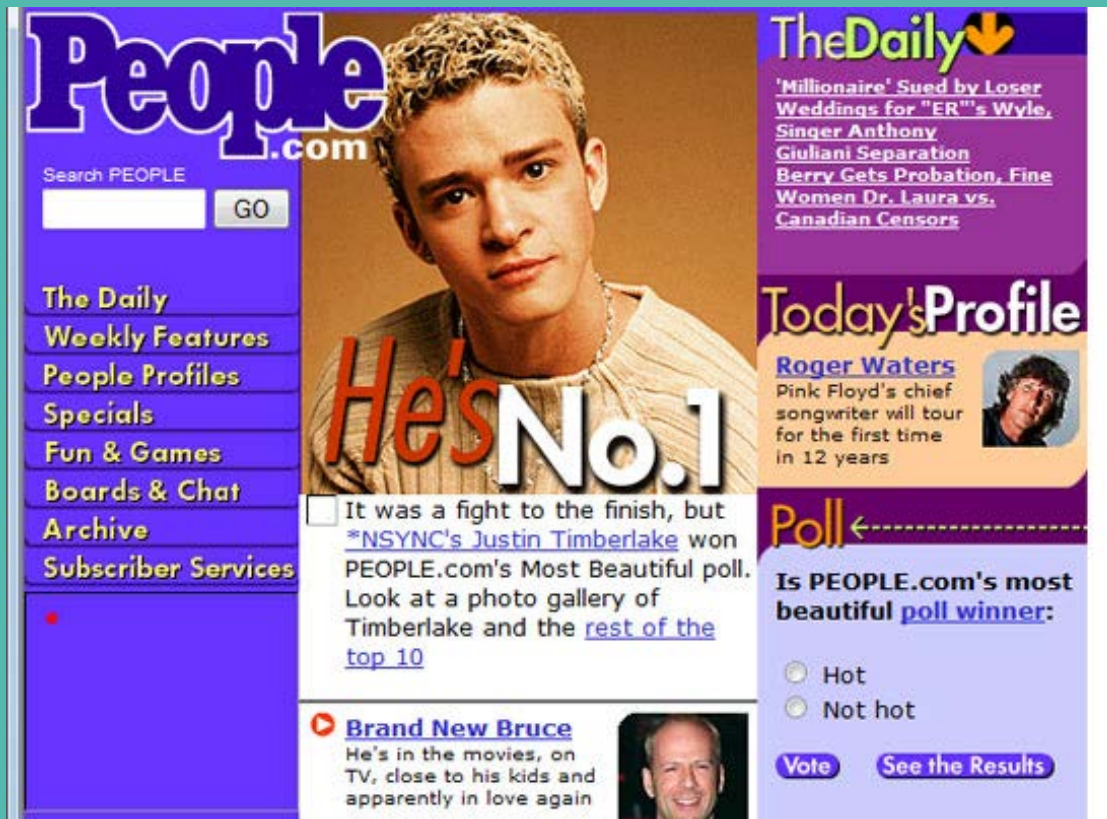 People
.com
Search PEOPLE
GO
The Daily
Weekly Features
People Profiles
Specials
Fun & Games
Boards & Chat
Archive
Subscriber Services
He's No.1
It was a fight to the finish, but
*NSYNC's Justin Timberlake won
PEOPLE.com's Most Beautiful poll.
Look at a photo gallery of
Timberlake and the rest of the
top 10
Brand New Bruce
He's in the movies, on
TV, close to his kids and
apparently in love again
TheDaily
'Millionaire' Sued by Loser
Weddings for "ER"'s Wyle,
Singer Anthony
Giuliani Separation
Berry Gets Probation, Fine
Women Dr. Laura vs.
Canadian Censors
Today'sProfile
Roger Waters
Pink Floyd's chief
songwriter will tour
for the first time
in 12 years
Poll
Is PEOPLE.com's most
beautiful poll winner:
Hot
Not hot
Vote See the Results